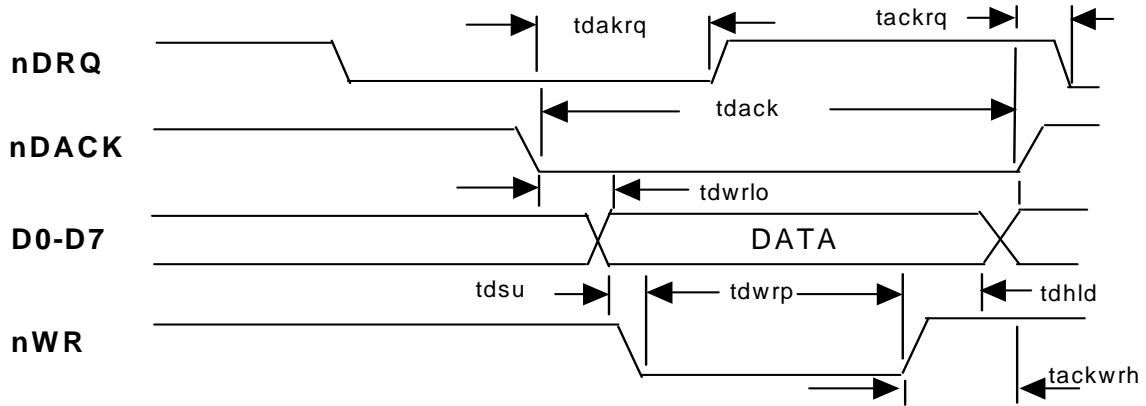 tdakrq
tackrq
nDRQ
tdack
nDACK
tdwrlo
D0-D7
DATA
tdsu
tdwrp
tdhld
nWR
tackwrh